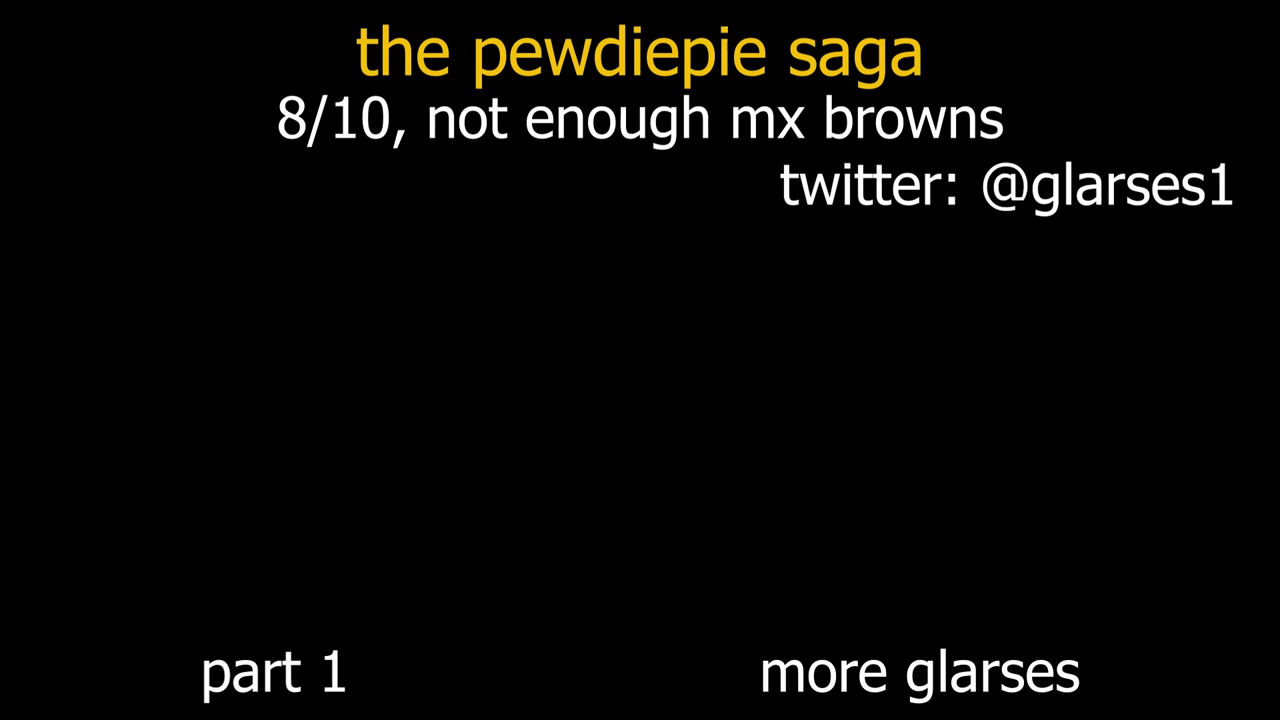 the pewdiepie saga
8/10, not enough mx browns
twitter: @glarses1
part 1
more glarses